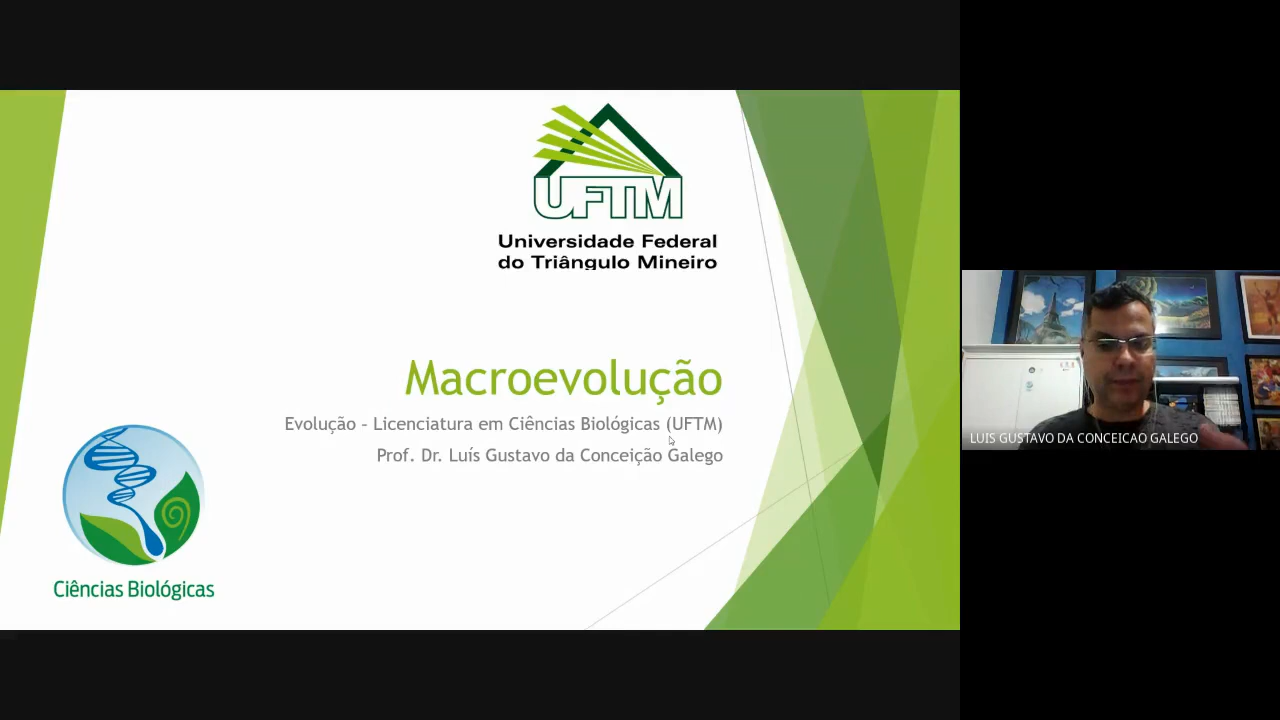 UFTM
Universidade Federal
do Triângulo Mineiro
Macroevolução
Evolução - Licenciatura em Ciências Biológicas (UFTM)
Prof. Dr. Luís Gustavo da Conceição Galego
Ciências Biológicas
LUIS GUSTAVO DA CONCEICAO GALEGO